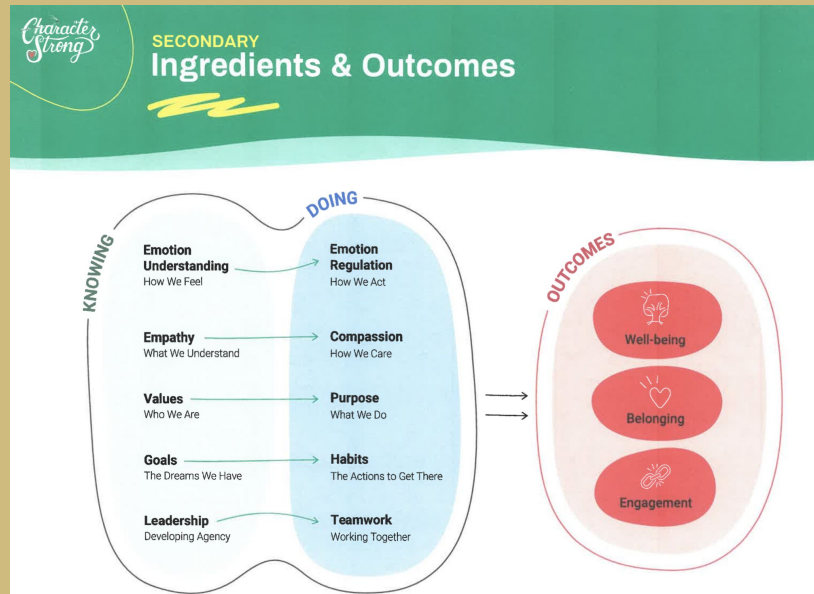 Character
Strong
SECONDARY
Ingredients & Outcomes
KNOWING
DOING
Emotion
Understanding
How We Feel
Emotion
Regulation
How We Act
Empathy
What We Understand
Compassion
How We Care
Values
Who We Are
Purpose
What We Do
Goals
The Dreams We Have
Habits
The Actions to Get There
Leadership
Developing Agency
Teamwork
Working Together
OUTCOMES
Well-being
Belonging
Engagement